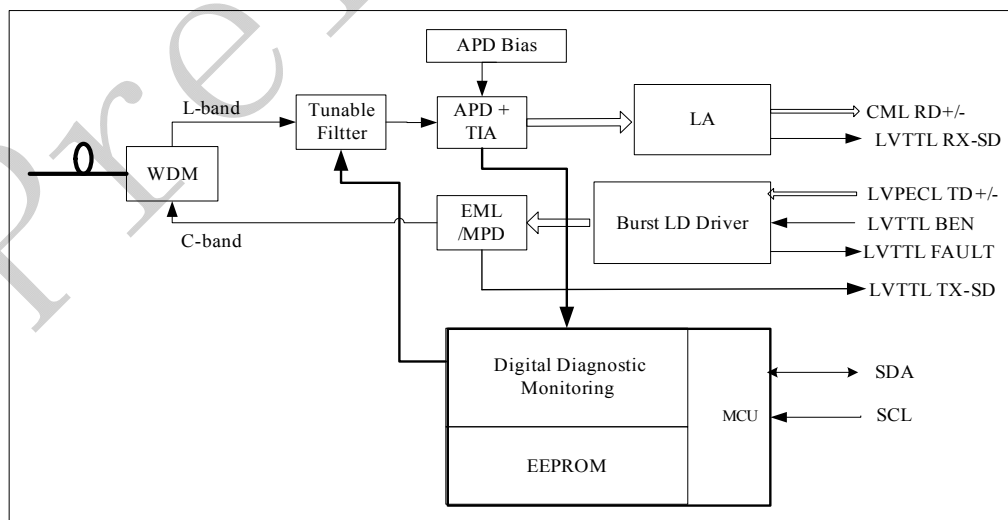 Pre
APD Bias
L-band
Tunable
Filtter
APD +
TIA
LA
CML RD+/-
LVTTL RX-SD
WDM
C-band
EML
/MPD
Burst LD Driver
LVPECL TD+/-
LVTTL BEN
LVTTL FAULT
LVTTL TX-SD
Digital Diagnostic
Monitoring
MCU
SDA
SCL
EEPROM